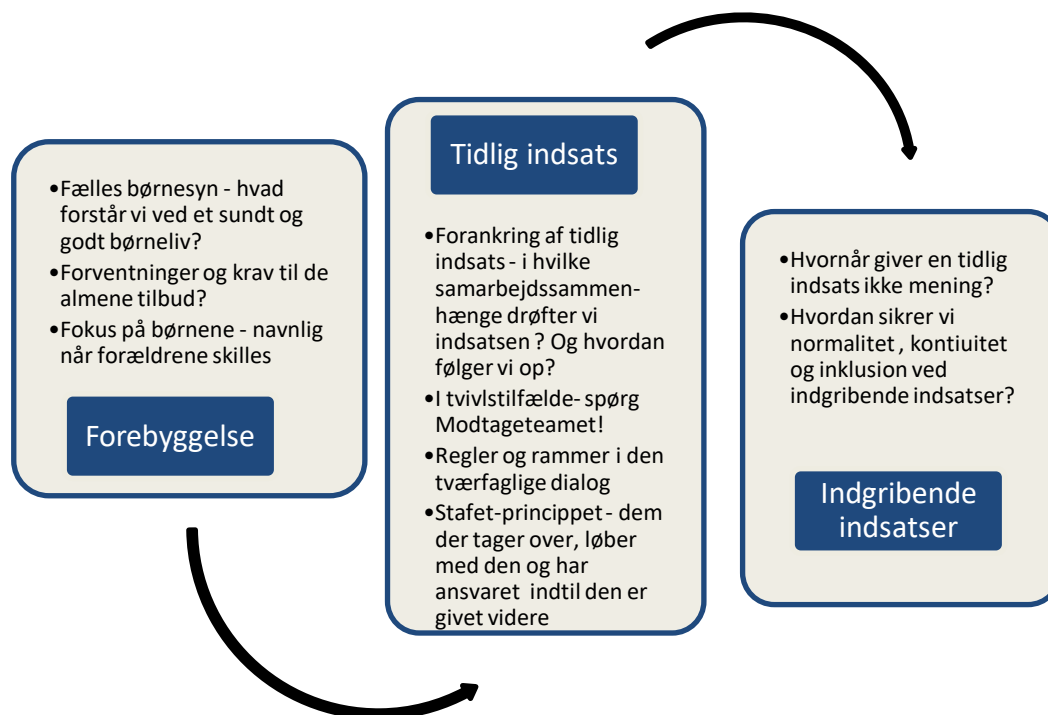 •Fælles børnesyn - hvad
forstår vi ved et sundt og
godt børneliv?
•Forventninger og krav til de
almene tilbud?
•Fokus på børnene - navnlig
når forældrene skilles
Forebyggelse
Tidlig indsats
•Forankring af tidlig
indsats - i hvilke
samarbejdssammen-
hænge drøfter vi
indsatsen ? Og hvordan
følger vi op?
•I tvivlstilfælde- spørg
Modtageteamet!
•Regler og rammer i den
tværfaglige dialog
•Stafet-princippet - dem
der tager over, løber
med den og har
ansvaret indtil den er
givet videre
•Hvornår giver en tidlig
indsats ikke mening?
•Hvordan sikrer vi
normalitet , kontiuitet
og inklusion ved
indgribende indsatser?
Indgribende
indsatser